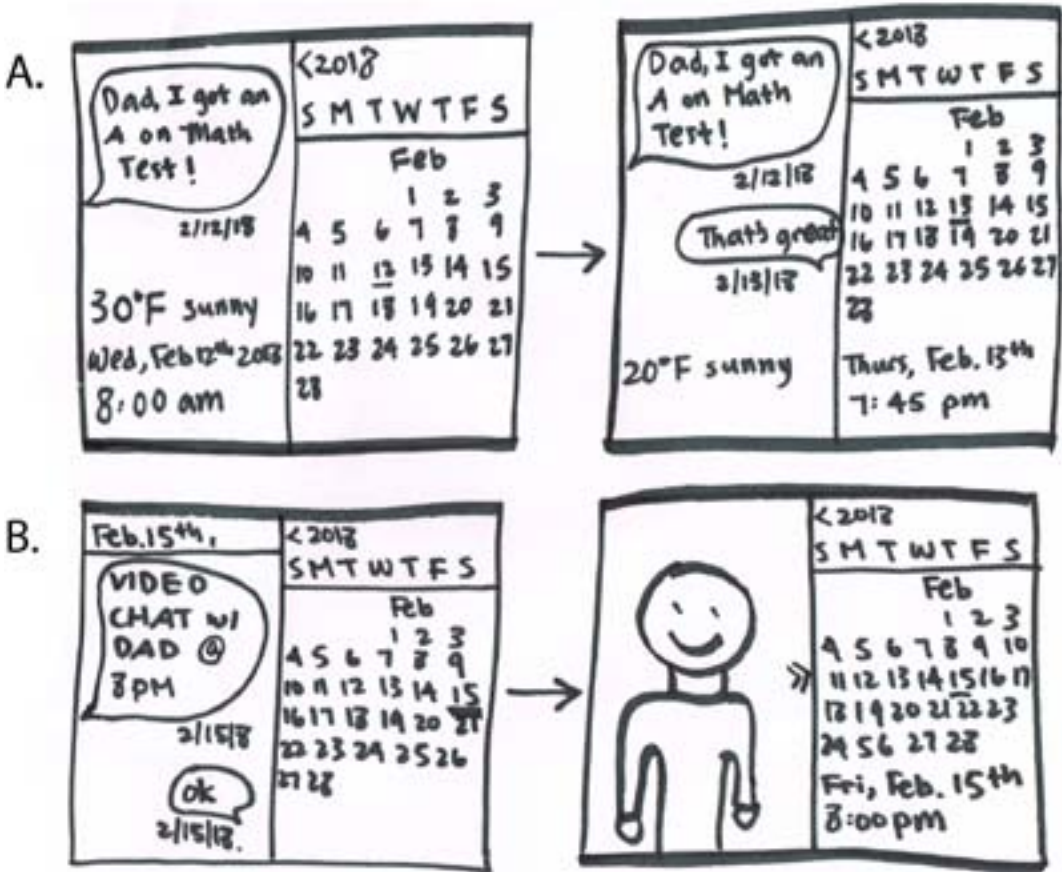 A.
Dad, I got an
A on Math
Test!
2/12/18
30°F sunny
Wed, Feb 12th 2018
8:00 am
<2018
S M T W T F S
Feb
1 2 3
4 5 6 7 8 9
10 11 12 13 14 15
16 17 18 19 20 21
22 23 24 25 26 27
28
Dad, I got an
A on Math
Test!
2/12/18
That's great
2/13/18
20°F sunny
<2018
S M T W T F S
Feb
1 2 3
4 5 6 7 8 9
10 11 12 13 14 15
16 17 18 19 20 21
22 23 24 25 26 27
28
Thurs, Feb. 13th
7:45 pm
B.
Feb. 15th,
VIDEO
CHAT w/
DAD @
8PM
2/15/8
ok
2/15/18.
<2018
S M T W T F S
Feb
1 2 3
4 5 6 7 8 9
10 11 12 13 14 15
16 17 18 19 20 21
22 23 24 25 26
27 28
<2018
S M T W T F S
Feb
1 2 3
4 5 6 7 8 9 10
11 12 13 14 15 16 17
18 19 20 21 22 23
24 5 6 27 28
Fri, Feb. 15th
8:00pm